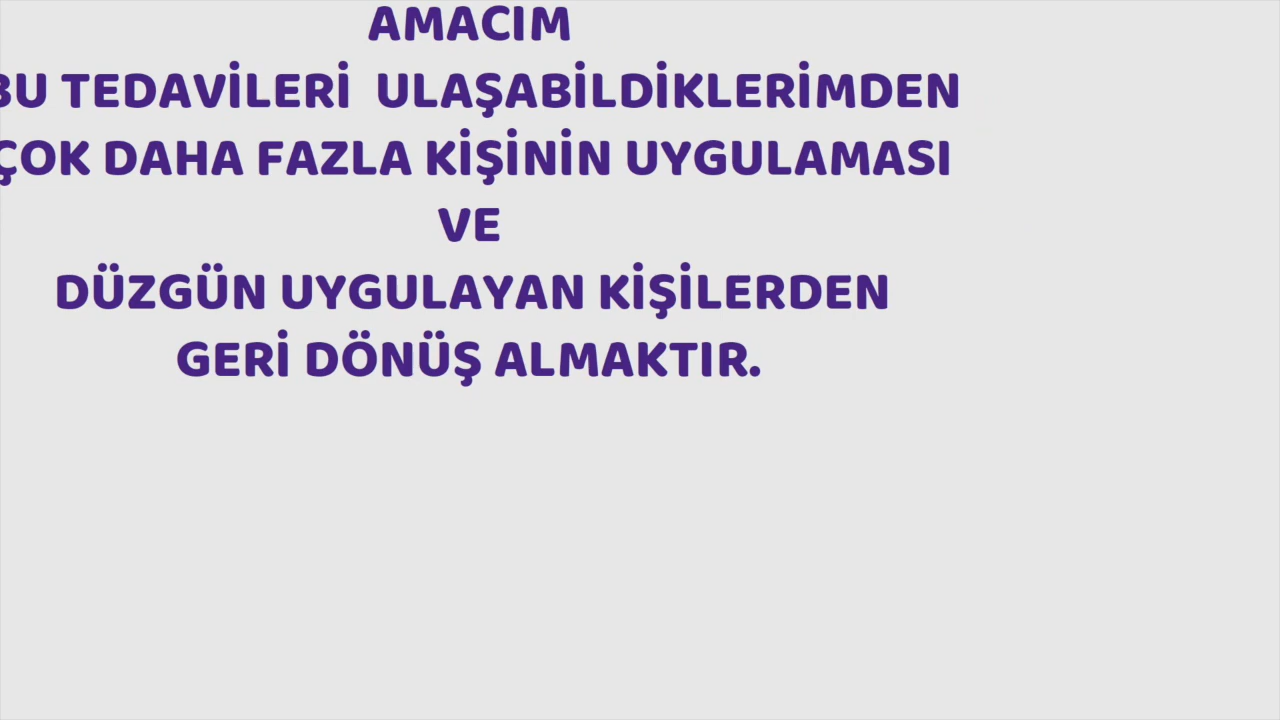 AMACIM
BU TEDAVİLERİ ULAŞABİLDİKLERİMDEN
ÇOK DAHA FAZLA KİŞİNİN UYGULAMASI
VE
DÜZGÜN UYGULAYAN KİŞİLERDEN
GERİ DÖNÜŞ ALMAKTIR.